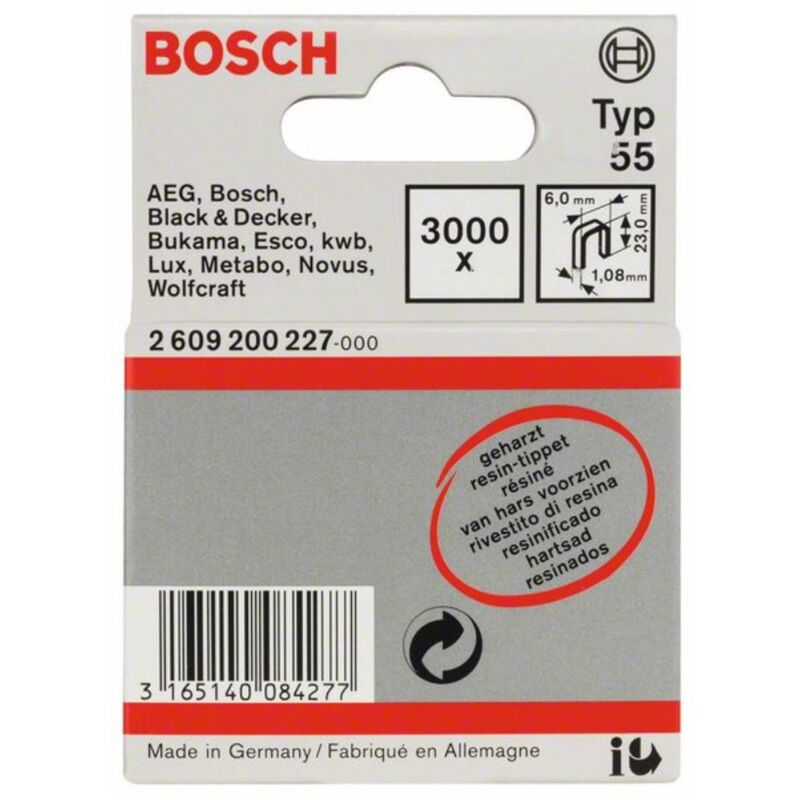 BOSCH
Typ
55
AEG, Bosch,
Black & Decker,
Bukama, Esco, kwb,
Lux, Metabo, Novus,
Wolfcraft
3000
x
6,0 mm
23,0 mm
1,08mm
2 609 200 227-000
geharzt
resin-tippet
résiné
van hars voorzien
rivestito di resina
resinificado
hartsad
resinados
3 165140 084277
Made in Germany / Fabriqué en Allemagne